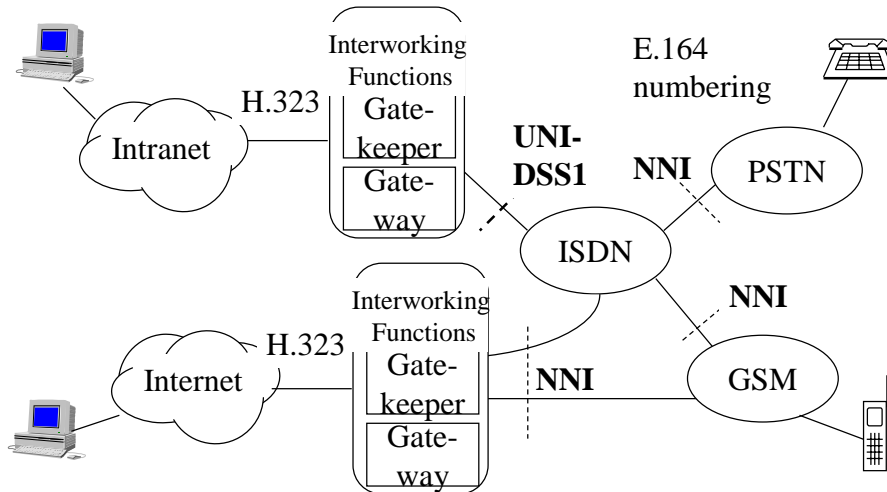 Interworking
Functions
Gate-
keeper
Gate-
way
E.164
numbering
H.323
Intranet
UNI-
DSS1
NNI
PSTN
ISDN
Interworking
Functions
Gate-
keeper
Gate-
way
NNI
H.323
Internet
NNI
GSM